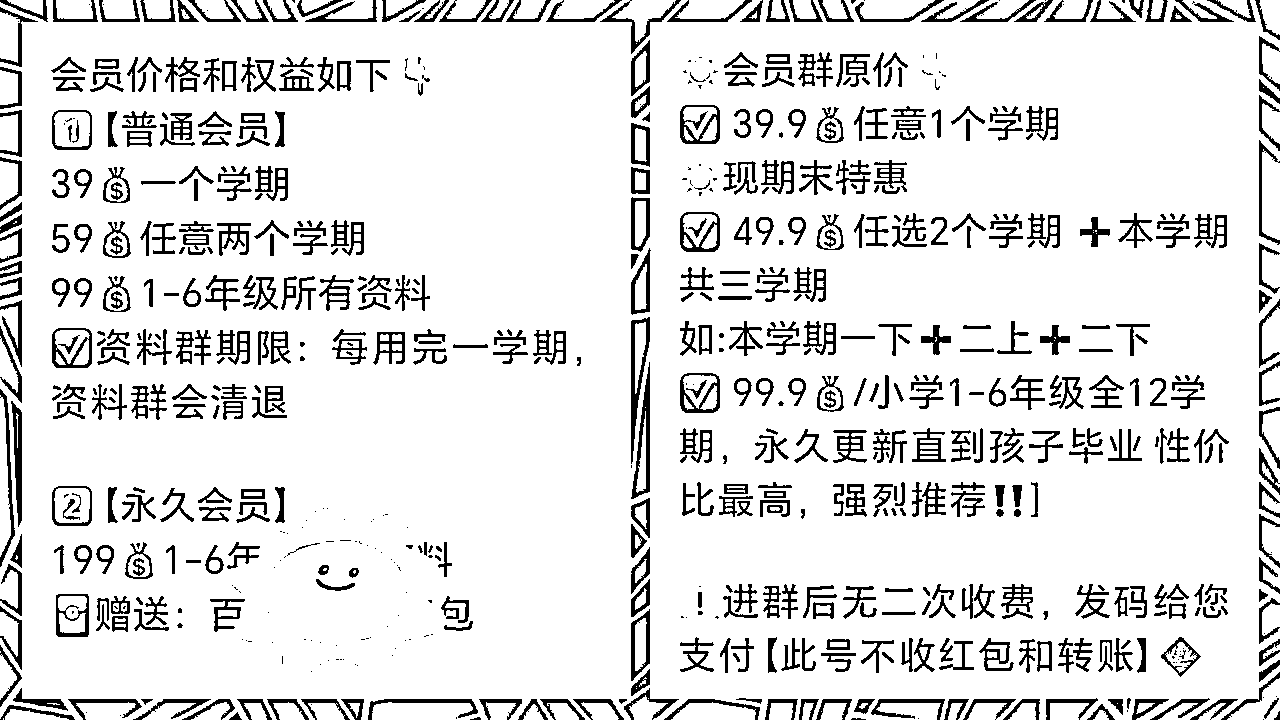 会员价格和权益如下👇
1️⃣【普通会员】
39💰一个学期
59💰任意两个学期
99💰1-6年级所有资料
✅资料群期限：每用完一学期，
资料群会清退
2️⃣【永久会员】
199💰1-6年 料
赠送：百 包
☀️会员群原价👇
✅ 39.9💰任意1个学期
☀️现期末特惠
✅ 49.9💰任选2个学期 ➕本学期
共三学期
如:本学期一下➕二上➕二下
✅ 99.9💰/小学1-6年级全12学
期，永久更新直到孩子毕业 性价
比最高，强烈推荐‼️]
！进群后无二次收费，发码给您
支付【此号不收红包和转账】